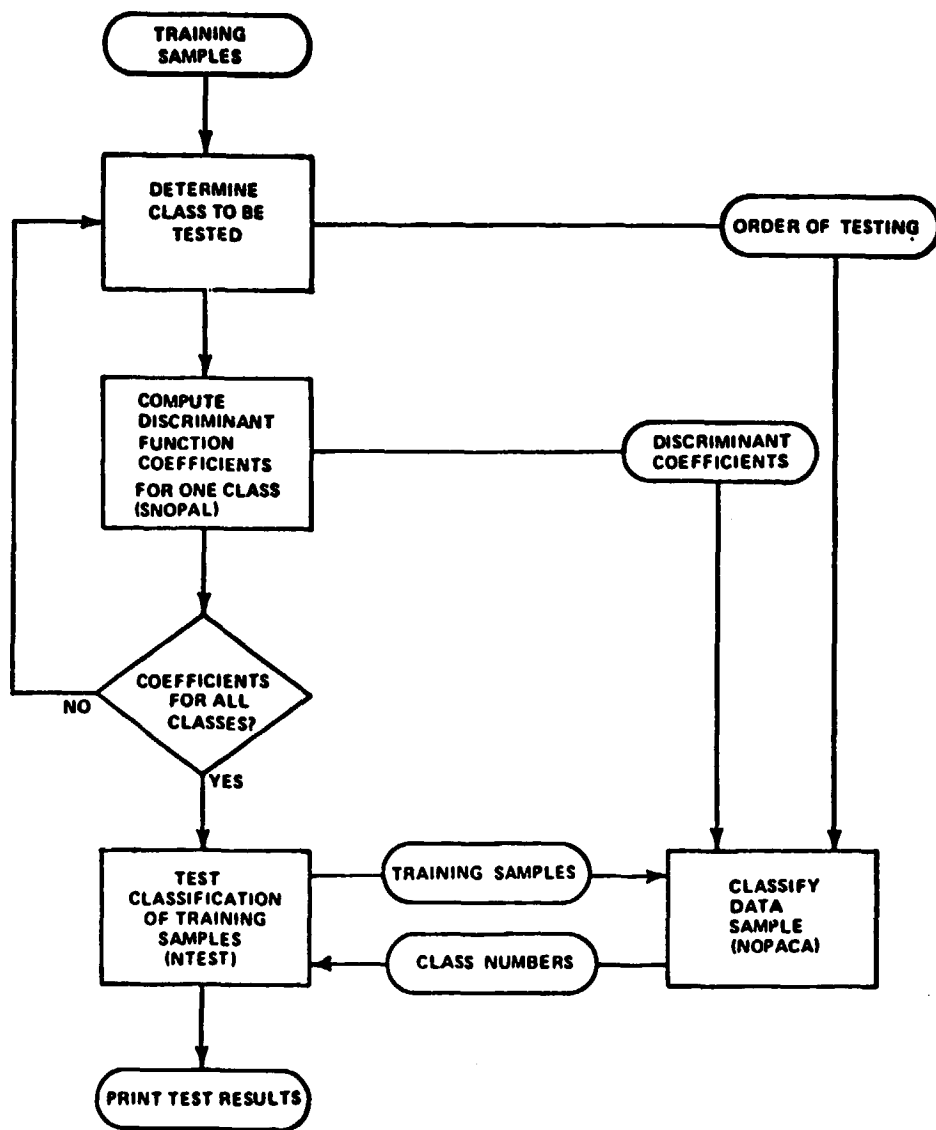 TRAINING
SAMPLES
DETERMINE
CLASS TO BE
TESTED
ORDER OF TESTING
COMPUTE
DISCRIMINANT
FUNCTION
COEFFICIENTS
FOR ONE CLASS
(SNOPAL)
DISCRIMINANT
COEFFICIENTS
COEFFICIENTS
FOR ALL
CLASSES?
NO
YES
TEST
CLASSIFICATION
OF TRAINING
SAMPLES
(NTEST)
TRAINING SAMPLES
CLASS NUMBERS
CLASSIFY
DATA
SAMPLE
(NOPACA)
PRINT TEST RESULTS